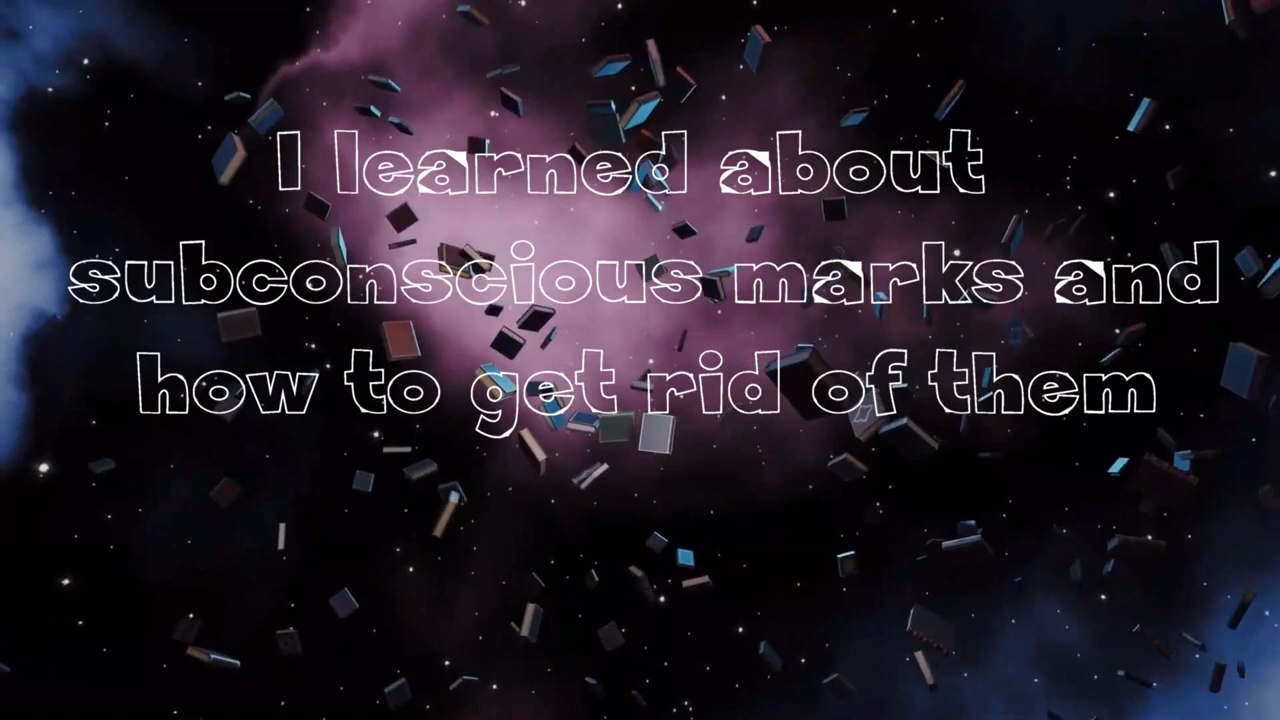 I learned about
subconscious marks and
how to get rid of them